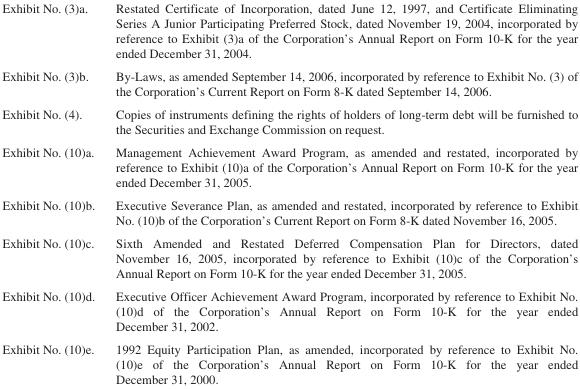 Exhibit No. (3)a. Restated Certificate of Incorporation, dated June 12, 1997, and Certificate Eliminating
Series A Junior Participating Preferred Stock, dated November 19, 2004, incorporated by
reference to Exhibit (3)a of the Corporation's Annual Report on Form 10-K for the year
ended December 31, 2004.
Exhibit No. (3)b. By-Laws, as amended September 14, 2006, incorporated by reference to Exhibit No. (3) of
the Corporation's Current Report on Form 8-K dated September 14, 2006.
Exhibit No. (4). Copies of instruments defining the rights of holders of long-term debt will be furnished to
the Securities and Exchange Commission on request.
Exhibit No. (10)a. Management Achievement Award Program, as amended and restated, incorporated by
reference to Exhibit (10)a of the Corporation's Annual Report on Form 10-K for the year
ended December 31, 2005.
Exhibit No. (10)b. Executive Severance Plan, as amended and restated, incorporated by reference to Exhibit
No. (10)b of the Corporation's Current Report on Form 8-K dated November 16, 2005.
Exhibit No. (10)c. Sixth Amended and Restated Deferred Compensation Plan for Directors, dated
November 16, 2005, incorporated by reference to Exhibit (10)c of the Corporation's
Annual Report on Form 10-K for the year ended December 31, 2005.
Exhibit No. (10)d. Executive Officer Achievement Award Program, incorporated by reference to Exhibit No.
(10)d of the Corporation's Annual Report on Form 10-K for the year ended
December 31, 2002.
Exhibit No. (10)e. 1992 Equity Participation Plan, as amended, incorporated by reference to Exhibit No.
(10)e of the Corporation's Annual Report on Form 10-K for the year ended
December 31, 2000.